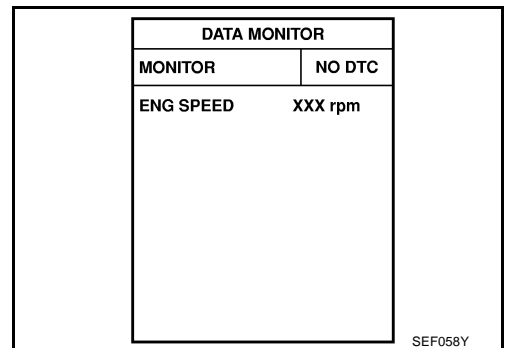 DATA MONITOR
MONITOR NO DTC
ENG SPEED XXX rpm
SEF058Y